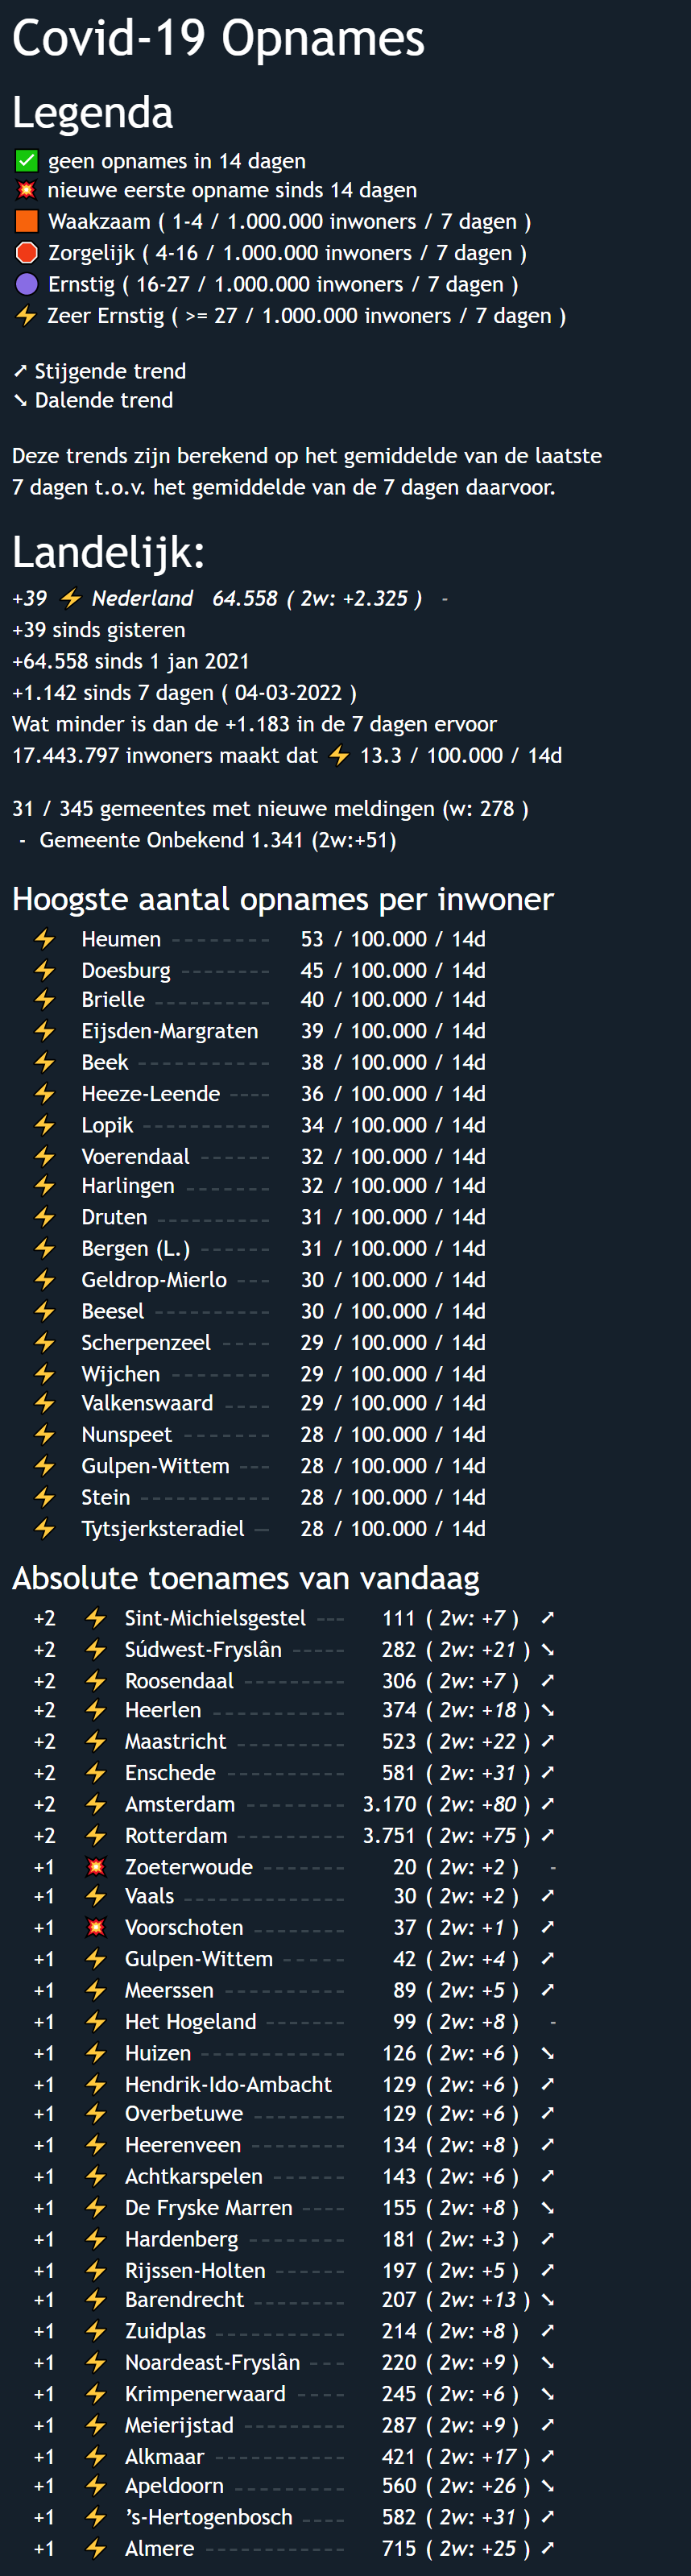 Covid-19 Opnames
Legenda
✅ geen opnames in 14 dagen
💥 nieuwe eerste opname sinds 14 dagen
🟧 Waakzaam ( 1-4 / 1.000.000 inwoners / 7 dagen )
🛑 Zorgelijk ( 4-16 / 1.000.000 inwoners / 7 dagen )
🟣 Ernstig ( 16-27 / 1.000.000 inwoners / 7 dagen )
⚡ Zeer Ernstig ( >= 27 / 1.000.000 inwoners / 7 dagen )
➚ Stijgende trend
➘ Dalende trend
Deze trends zijn berekend op het gemiddelde van de laatste
7 dagen t.o.v. het gemiddelde van de 7 dagen daarvoor.
Landelijk:
+39 ⚡ Nederland 64.558 ( 2w: +2.325 ) -
+39 sinds gisteren
+64.558 sinds 1 jan 2021
+1.142 sinds 7 dagen ( 04-03-2022 )
Wat minder is dan de +1.183 in de 7 dagen ervoor
17.443.797 inwoners maakt dat ⚡ 13.3 / 100.000 / 14d
31 / 345 gemeentes met nieuwe meldingen (w: 278 )
- Gemeente Onbekend 1.341 (2w:+51)
Hoogste aantal opnames per inwoner
⚡ Heumen -------- 53 / 100.000 / 14d
⚡ Doesburg ------- 45 / 100.000 / 14d
⚡ Brielle --------- 40 / 100.000 / 14d
⚡ Eijsden-Margraten 39 / 100.000 / 14d
⚡ Beek ----------- 38 / 100.000 / 14d
⚡ Heeze-Leende ---- 36 / 100.000 / 14d
⚡ Lopik ---------- 34 / 100.000 / 14d
⚡ Voerendaal ------ 32 / 100.000 / 14d
⚡ Harlingen ------- 32 / 100.000 / 14d
⚡ Druten --------- 31 / 100.000 / 14d
⚡ Bergen (L.) ------ 31 / 100.000 / 14d
⚡ Geldrop-Mierlo --- 30 / 100.000 / 14d
⚡ Beesel --------- 30 / 100.000 / 14d
⚡ Scherpenzeel ---- 29 / 100.000 / 14d
⚡ Wijchen -------- 29 / 100.000 / 14d
⚡ Valkenswaard ---- 29 / 100.000 / 14d
⚡ Nunspeet ------- 28 / 100.000 / 14d
⚡ Gulpen-Wittem --- 28 / 100.000 / 14d
⚡ Stein ---------- 28 / 100.000 / 14d
⚡ Tytsjerksteradiel -- 28 / 100.000 / 14d
Absolute toenames van vandaag
+2 ⚡ Sint-Michielsgestel --- 111 ( 2w: +7 ) ➚
+2 ⚡ Súdwest-Fryslân ----- 282 ( 2w: +21 ) ➘
+2 ⚡ Roosendaal --------- 306 ( 2w: +7 ) ➚
+2 ⚡ Heerlen ------------ 374 ( 2w: +18 ) ➘
+2 ⚡ Maastricht ---------- 523 ( 2w: +22 ) ➚
+2 ⚡ Enschede ----------- 581 ( 2w: +31 ) ➚
+2 ⚡ Amsterdam --------- 3.170 ( 2w: +80 ) ➚
+2 ⚡ Rotterdam ---------- 3.751 ( 2w: +75 ) ➚
+1 💥 Zoeterwoude -------- 20 ( 2w: +2 ) -
+1 ⚡ Vaals -------------- 30 ( 2w: +2 ) ➚
+1 💥 Voorschoten -------- 37 ( 2w: +1 ) ➚
+1 ⚡ Gulpen-Wittem ------ 42 ( 2w: +4 ) ➚
+1 ⚡ Meerssen ----------- 89 ( 2w: +5 ) ➚
+1 ⚡ Het Hogeland ------- 99 ( 2w: +8 ) -
+1 ⚡ Huizen ------------- 126 ( 2w: +6 ) ➘
+1 ⚡ Hendrik-Ido-Ambacht 129 ( 2w: +6 ) ➚
+1 ⚡ Overbetuwe -------- 129 ( 2w: +6 ) ➚
+1 ⚡ Heerenveen -------- 134 ( 2w: +8 ) ➚
+1 ⚡ Achtkarspelen ------- 143 ( 2w: +6 ) ➚
+1 ⚡ De Fryske Marren ---- 155 ( 2w: +8 ) ➘
+1 ⚡ Hardenberg -------- 181 ( 2w: +3 ) ➚
+1 ⚡ Rijssen-Holten ------ 197 ( 2w: +5 ) ➚
+1 ⚡ Barendrecht -------- 207 ( 2w: +13 ) ➘
+1 ⚡ Zuidplas ------------ 214 ( 2w: +8 ) ➚
+1 ⚡ Noardeast-Fryslân --- 220 ( 2w: +9 ) ➘
+1 ⚡ Krimpenerwaard ---- 245 ( 2w: +6 ) ➘
+1 ⚡ Meierijstad --------- 287 ( 2w: +9 ) ➚
+1 ⚡ Alkmaar ----------- 421 ( 2w: +17 ) ➚
+1 ⚡ Apeldoorn ---------- 560 ( 2w: +26 ) ➘
+1 ⚡ 's-Hertogenbosch ---- 582 ( 2w: +31 ) ➚
+1 ⚡ Almere ------------ 715 ( 2w: +25 ) ➚